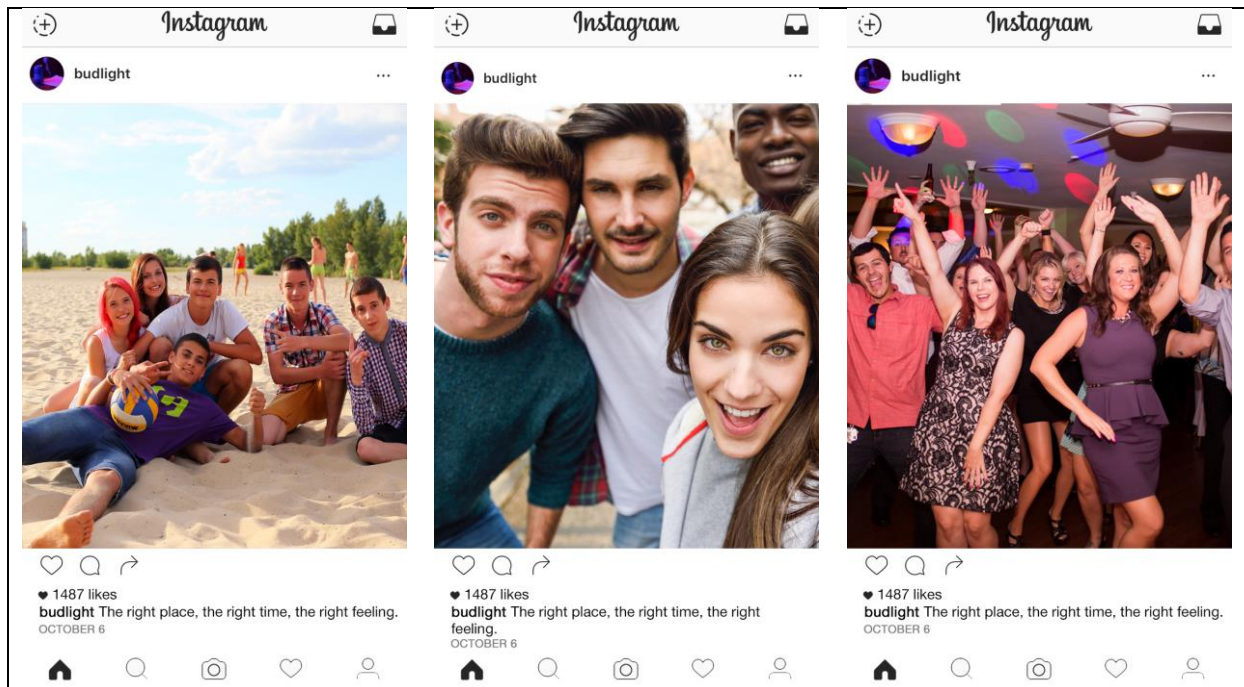 Instagram
budlight
...
1487 likes
budlight The right place, the right time, the right feeling.
OCTOBER 6
Instagram
budlight
...
1487 likes
budlight The right place, the right time, the right
feeling.
OCTOBER 6
Instagram
budlight
...
1487 likes
budlight The right place, the right time, the right feeling.
OCTOBER 6